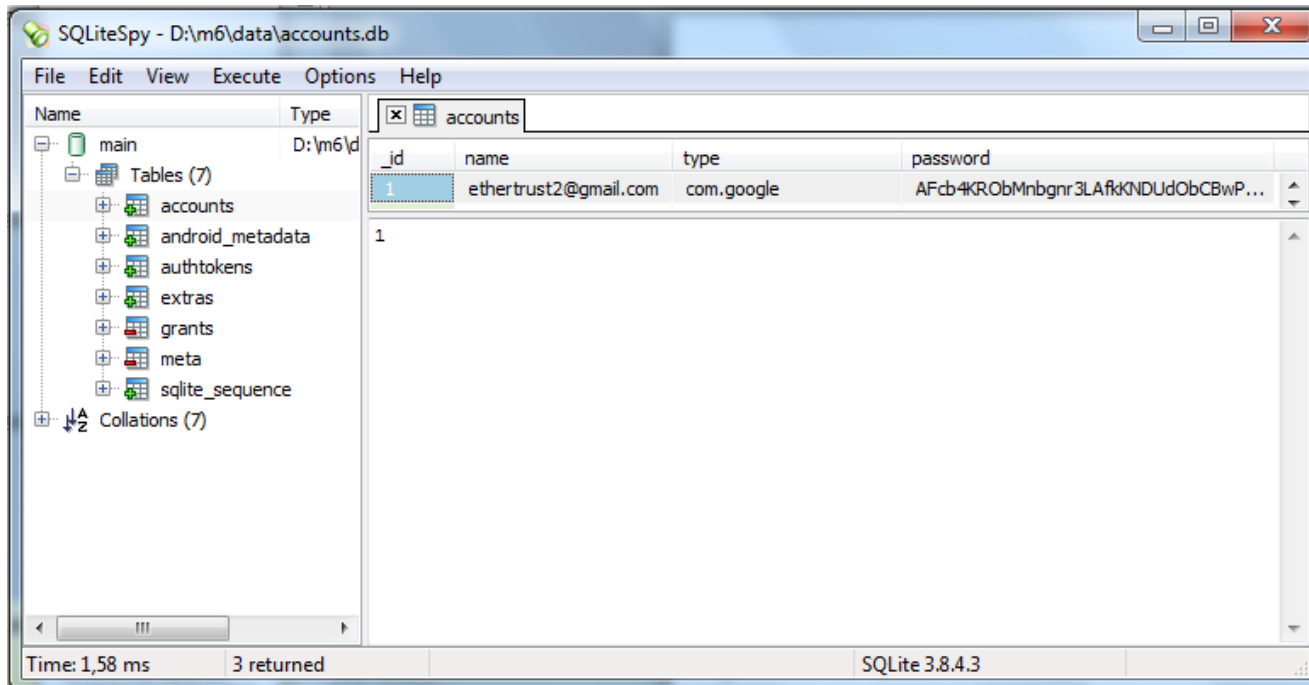 SQLiteSpy - D:\m6\data\accounts.db
File Edit View Execute Options Help
Name Type
main D:\m6\d
Tables (7)
accounts
android_metadata
authtokens
extras
grants
meta
sqlite_sequence
Collations (7)
accounts
_id name type password
1 ethertrust2@gmail.com com.google AFcb4KRObMnbgnr3LAfkKNDUdObCBwP...
1
Time: 1,58 ms 3 returned SQLite 3.8.4.3